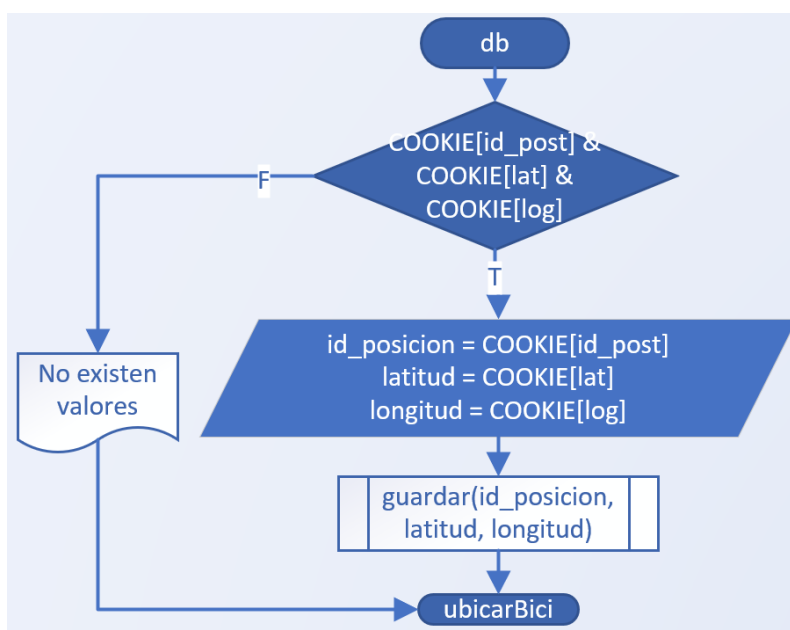 db
COOKIE[id_post] &
COOKIE[lat] &
COOKIE[log]
F
T
id_posicion = COOKIE[id_post]
latitud = COOKIE[lat]
longitud = COOKIE[log]
No existen
valores
guardar(id_posicion,
latitud, longitud)
ubicarBici